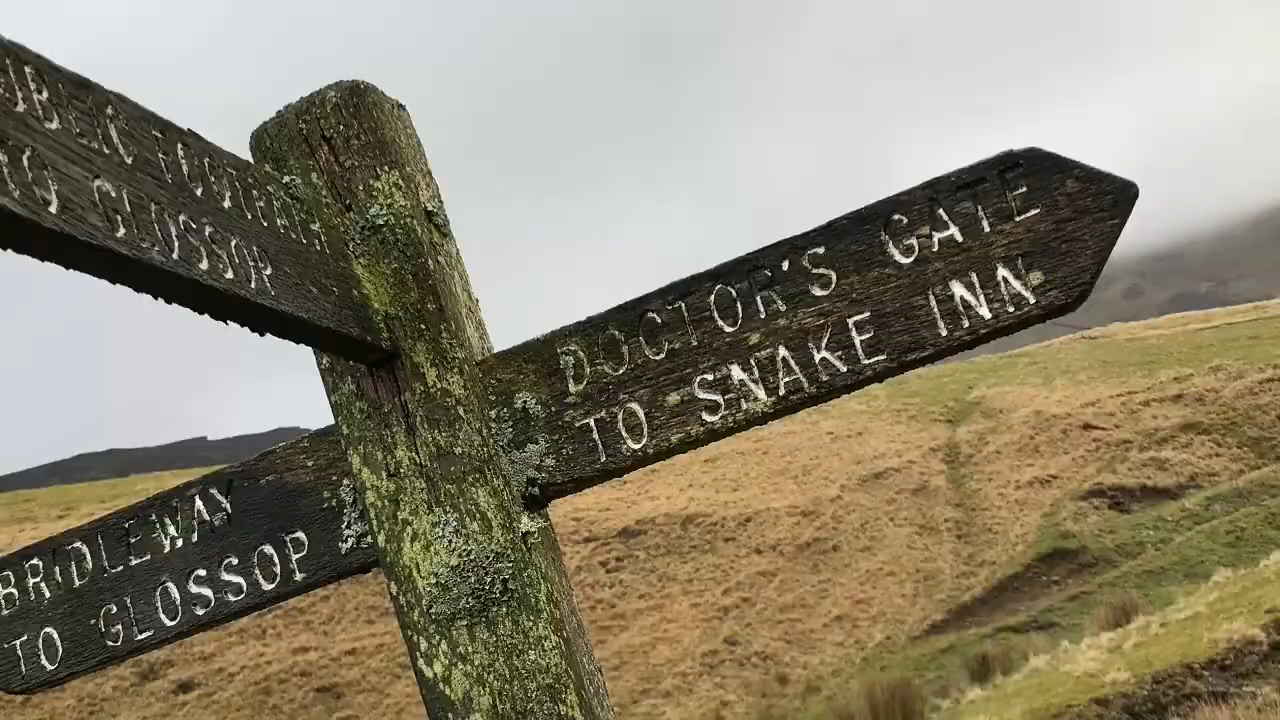 PUBLIC FOOTPATH
TO GLOSSOP
DOCTOR'S GATE
TO SNAKE INN
BRIDLEWAY
TO GLOSSOP